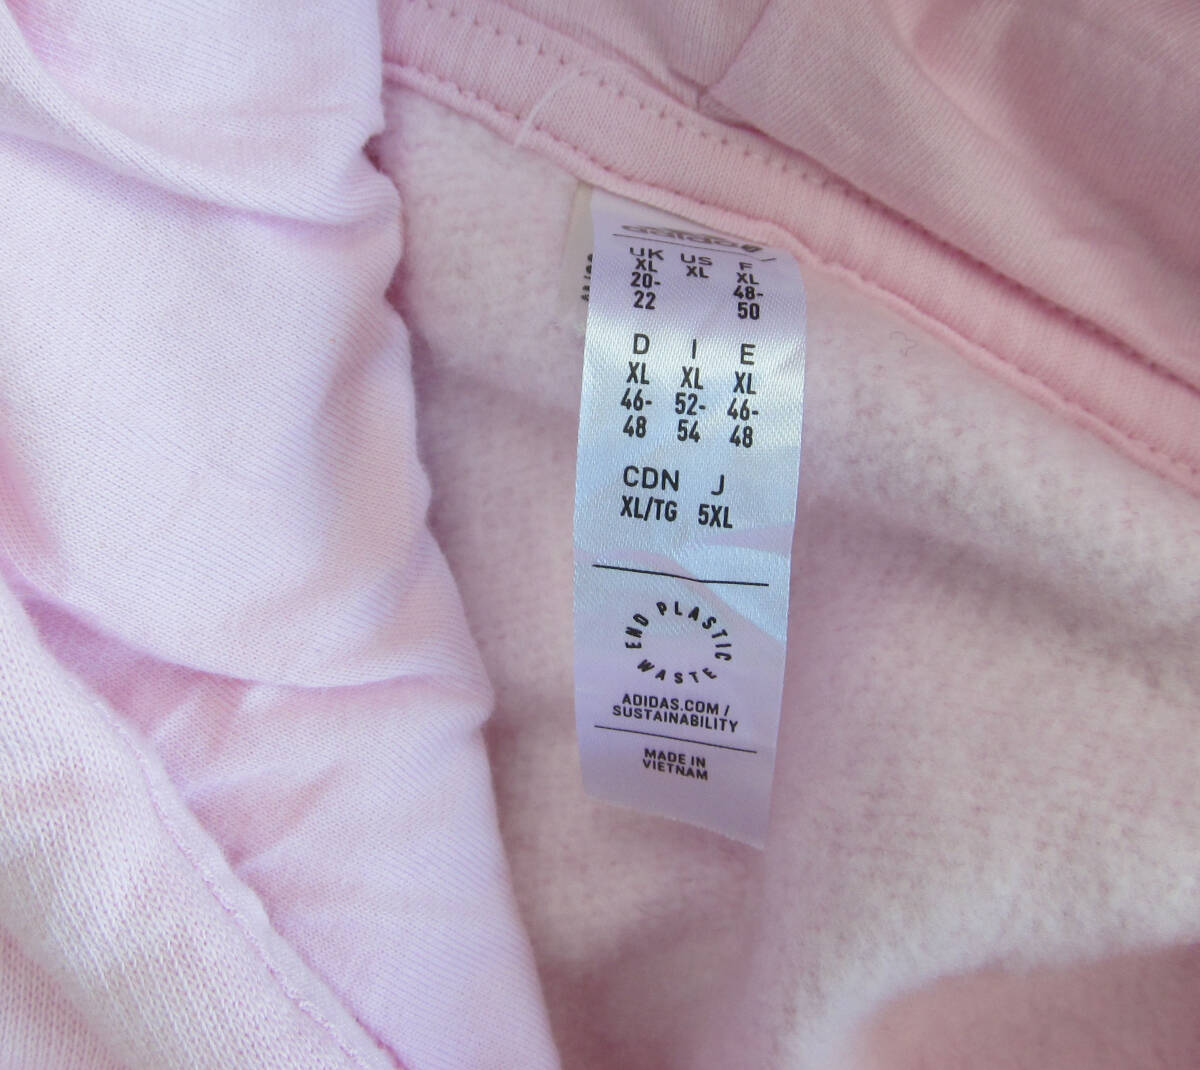 adidas
UK US F
XL XL XL
20- 48-
22 50
D I E
XL XL XL
46- 52- 46-
48 54 48
CDN J
XL/TG 5XL
END PLASTIC WASTE
ADIDAS.COM/
SUSTAINABILITY
MADE IN
VIETNAM